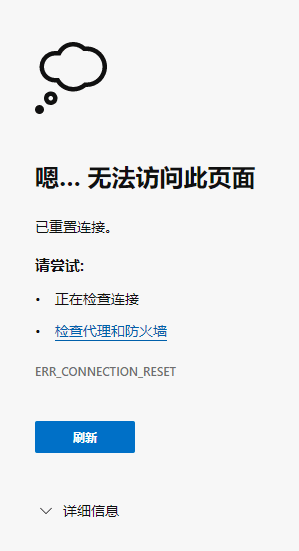 嗯... 无法访问此页面
已重置连接。
请尝试:
• 正在检查连接
• 检查代理和防火墙
ERR_CONNECTION_RESET
刷新
详细信息